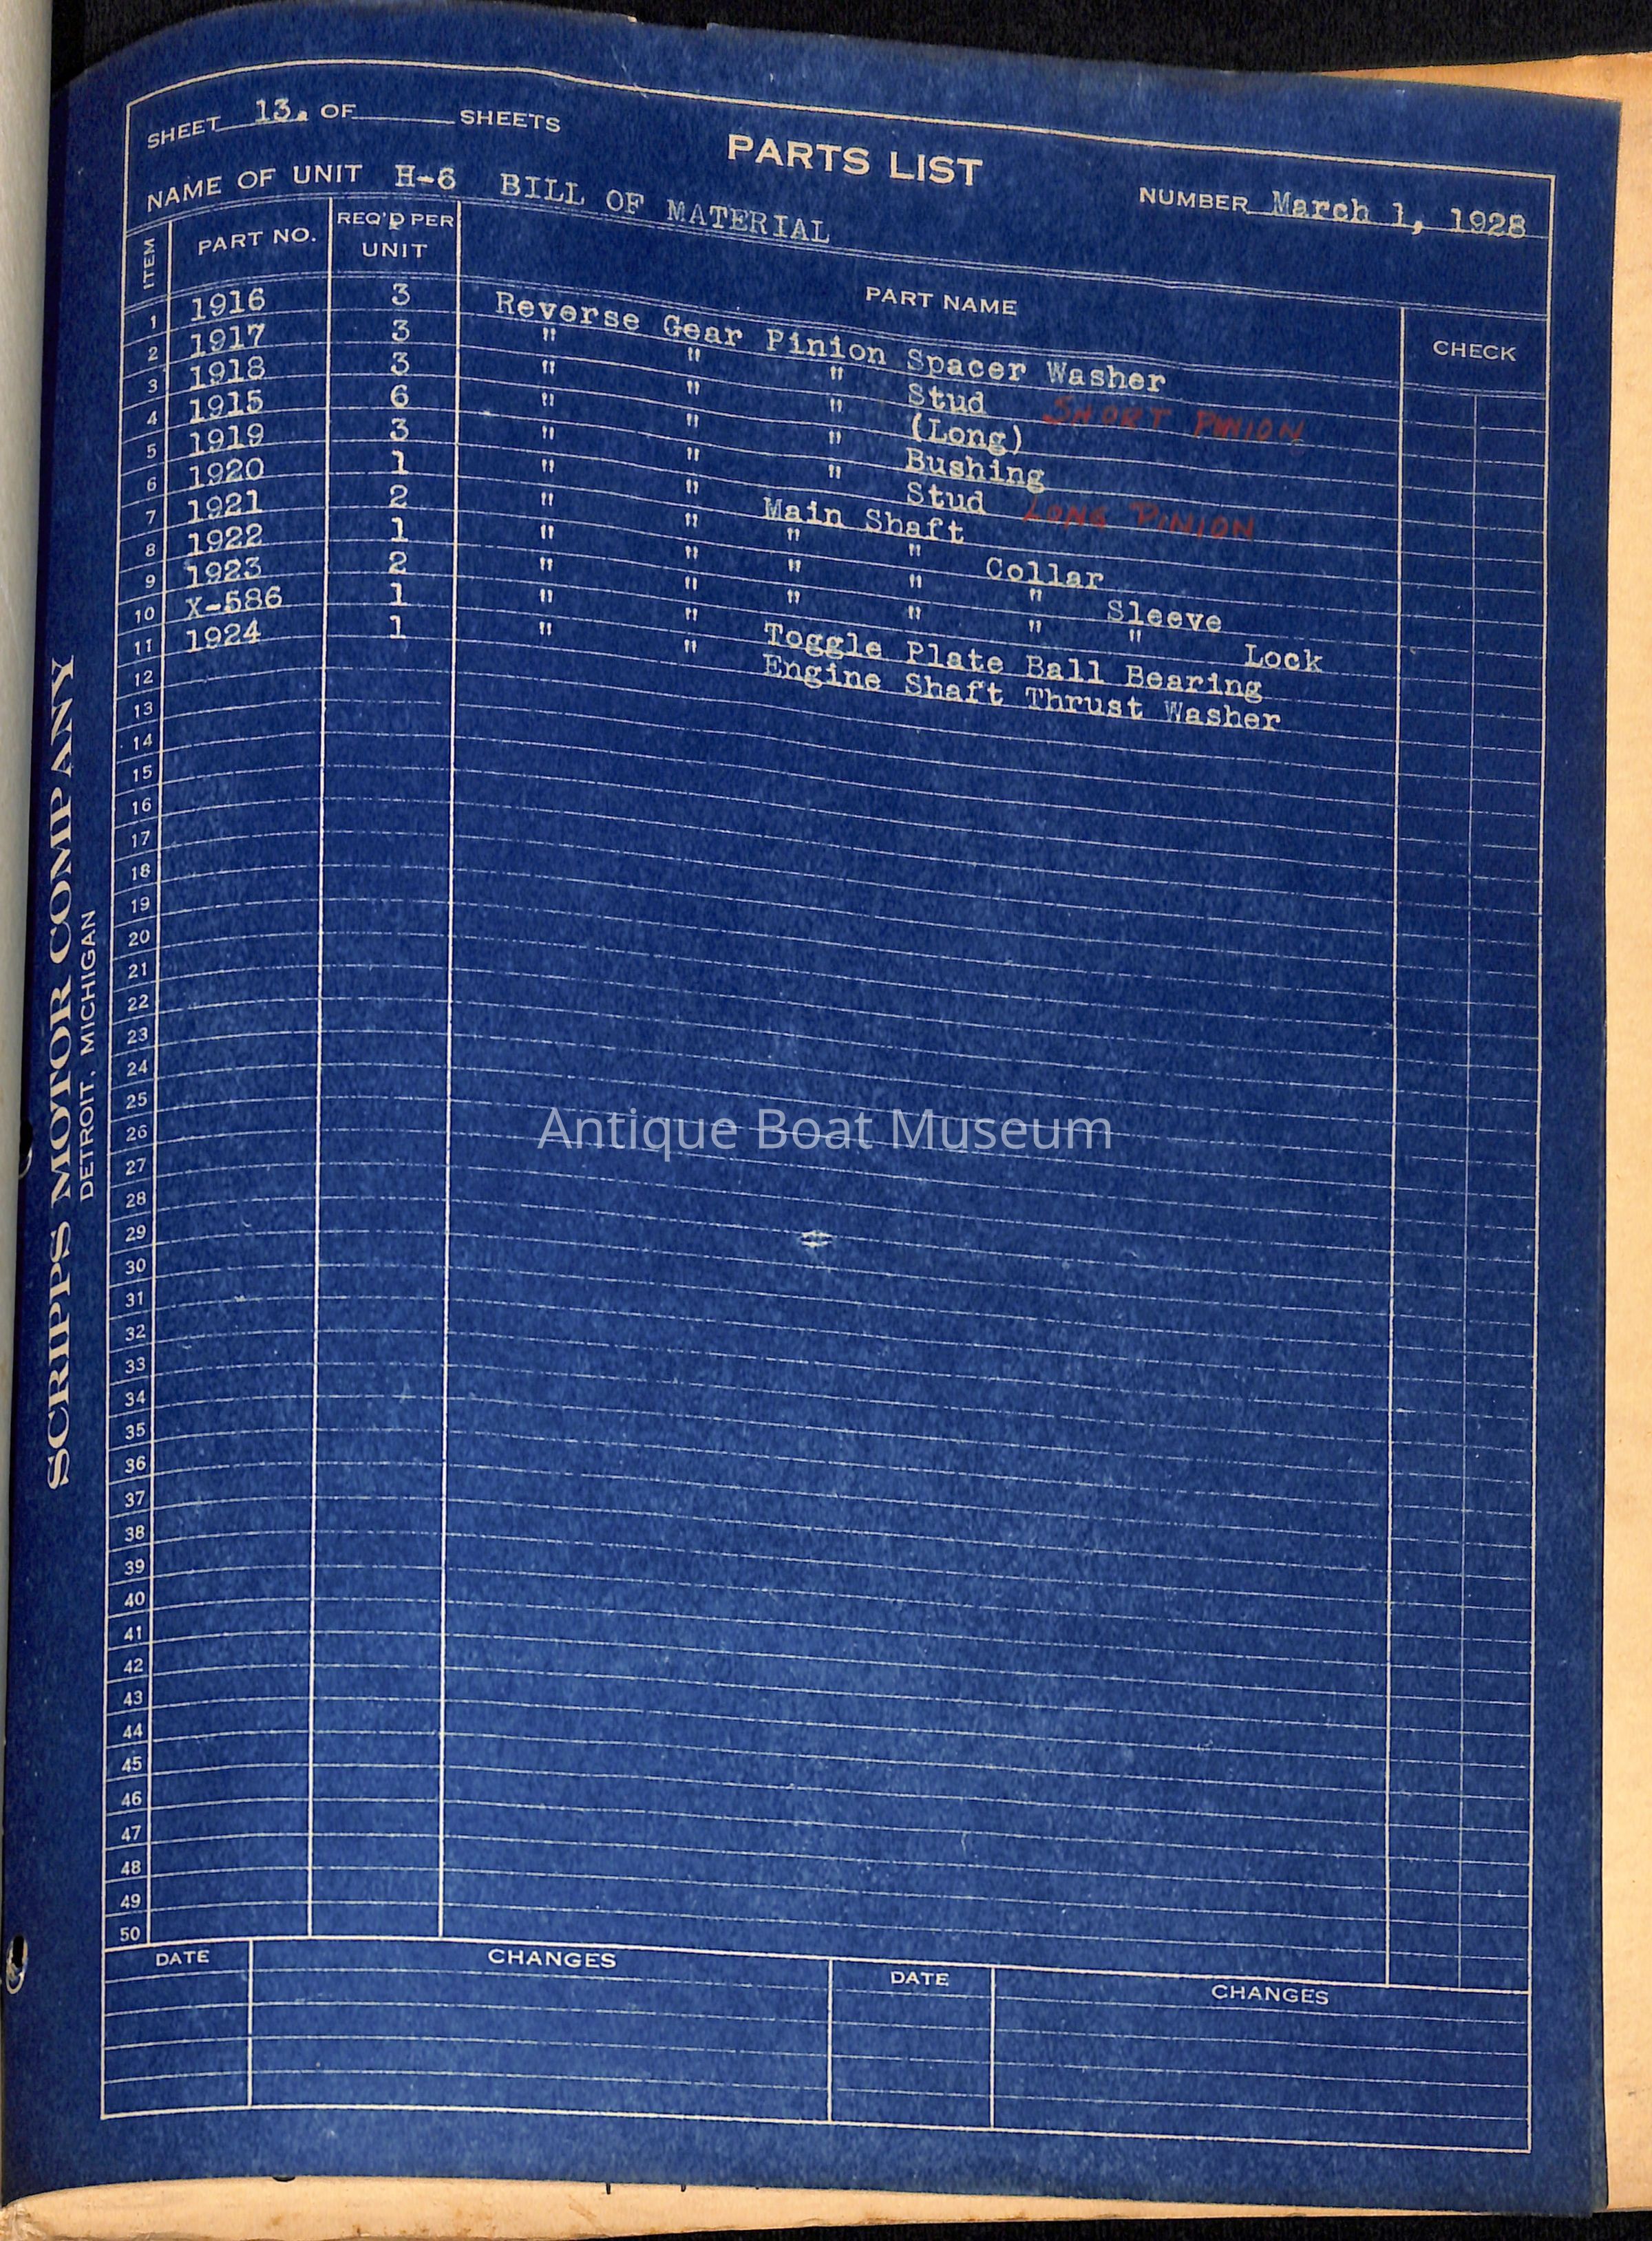 SHEET 13. OF SHEETS
PARTS LIST
NAME OF UNIT H-6 BILL OF MATERIAL
NUMBER March 1, 1928
ITEM PART NO. REQ'D PER UNIT PART NAME CHECK
1 1916 3 Reverse Gear Pinion Spacer Washer
2 1917 3 " " " Stud SHORT PINION
3 1918 3 " " " (Long)
4 1915 6 " " " Bushing
5 1919 3 " " " Stud LONG PINION
6 1920 1 " " Main Shaft
7 1921 2 " " " " Collar
8 1922 1 " " " " " Sleeve
9 1923 2 " " " " " " Lock
10 X-586 1 " " Toggle Plate Ball Bearing
11 1924 1 " " Engine Shaft Thrust Washer
12
13
14
15
16
17
18
19
20
21
22
23
24
25
26
27
28
29
30
31
32
33
34
35
36
37
38
39
40
41
42
43
44
45
46
47
48
49
50
DATE CHANGES DATE CHANGES
SCRIPPS MOTOR COMPANY
DETROIT, MICHIGAN
Antique Boat Museum